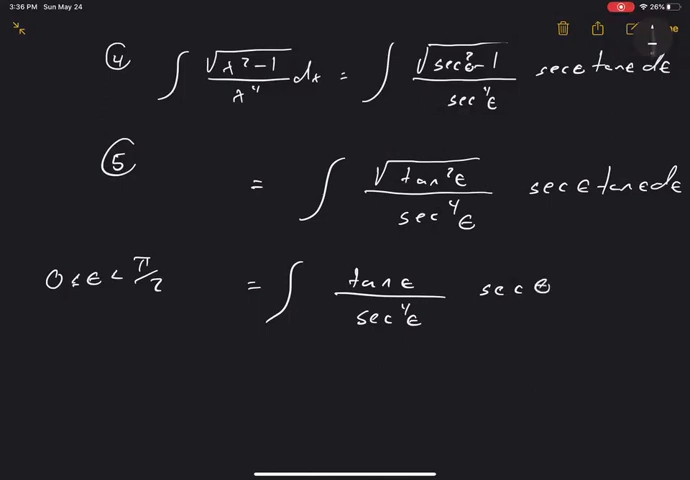 3:36 PM Sun May 24 26%
④ ∫ √(x²-1) / x⁴ dx = ∫ √(sec²θ-1) / sec⁴θ secθ tanθ dθ
⑤ = ∫ √(tan²θ) / sec⁴θ secθ tanθ dθ
0 ≤ θ < π/2 = ∫ tanθ / sec⁴θ secθ